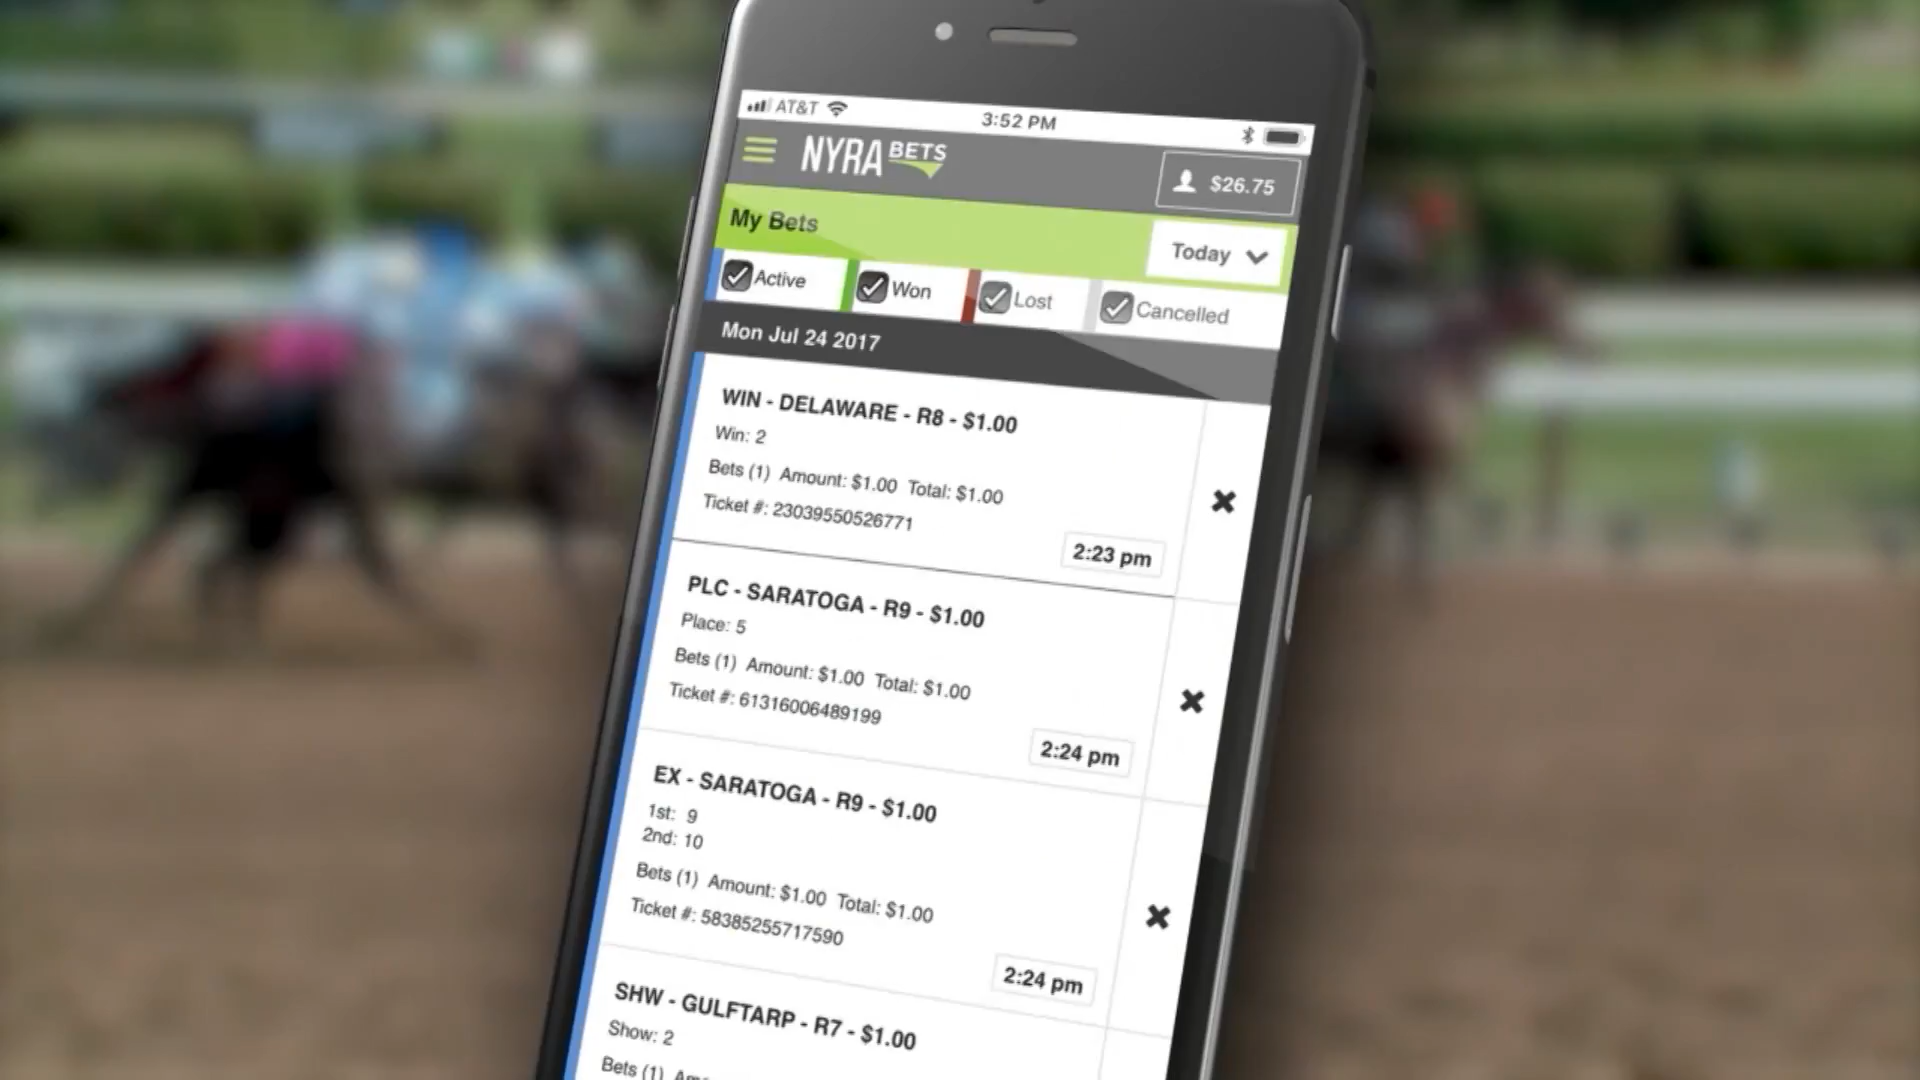 AT&T 3:52 PM
NYRA BETS $26.75
My Bets Today
Active Won Lost Cancelled
Mon Jul 24 2017
WIN - DELAWARE - R8 - $1.00
Win: 2
Bets (1) Amount: $1.00 Total: $1.00
Ticket #: 23039550526771
2:23 pm
PLC - SARATOGA - R9 - $1.00
Place: 5
Bets (1) Amount: $1.00 Total: $1.00
Ticket #: 61316006489199
2:24 pm
EX - SARATOGA - R9 - $1.00
1st: 9
2nd: 10
Bets (1) Amount: $1.00 Total: $1.00
Ticket #: 58385255717590
2:24 pm
SHW - GULFTARP - R7 - $1.00
Show: 2
Bets (1)